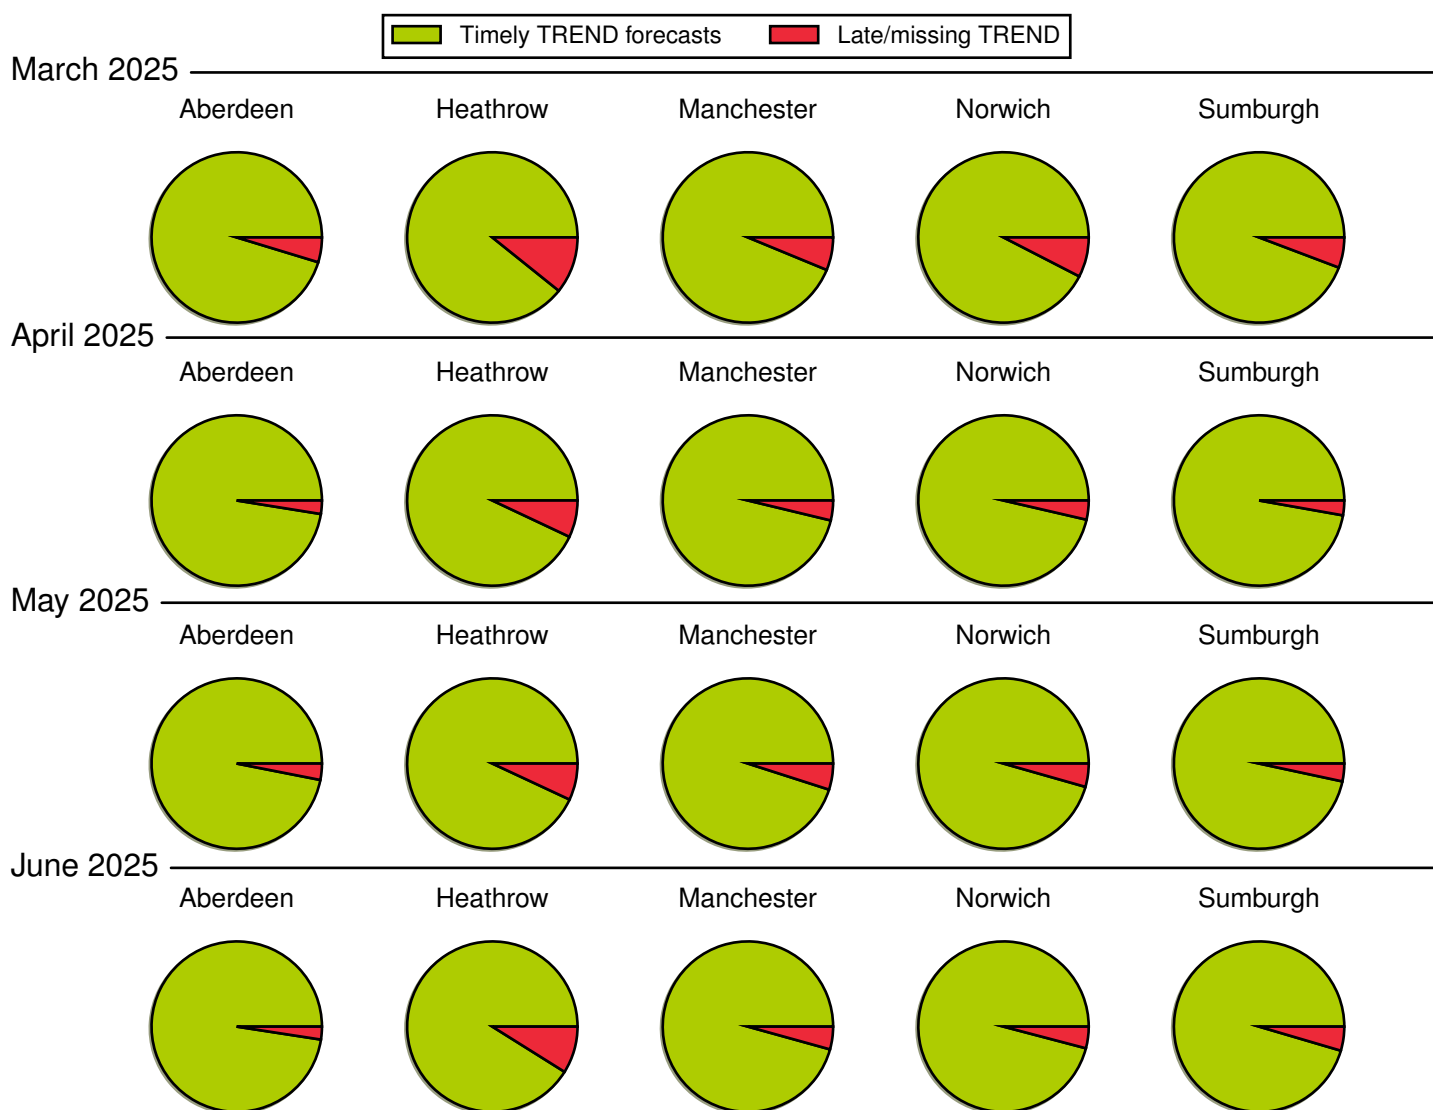 Timely TREND forecasts Late/missing TREND
March 2025
Aberdeen Heathrow Manchester Norwich Sumburgh
April 2025
Aberdeen Heathrow Manchester Norwich Sumburgh
May 2025
Aberdeen Heathrow Manchester Norwich Sumburgh
June 2025
Aberdeen Heathrow Manchester Norwich Sumburgh